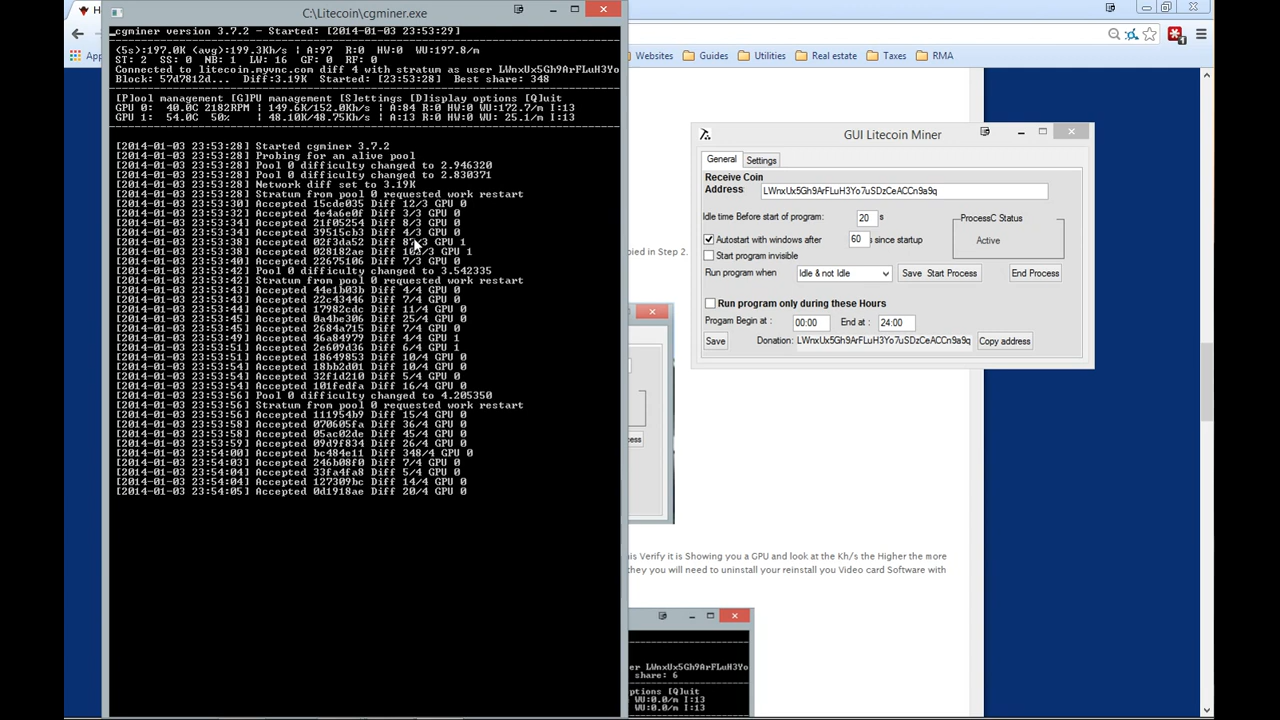 C:\Litecoin\cgminer.exe
cgminer version 3.7.2 - Started: [2014-01-03 23:53:29]
(5s):197.0K (avg):199.3Kh/s | A:97 R:0 HW:0 WU:197.8/m
ST: 2 SS: 0 NB: 1 LW: 16 GF: 0 RF: 0
Connected to litecoin.myvnc.com diff 4 with stratum as user LWnxUx5Gh9ArFLuH3Yo
Block: 57d7812d... Diff:3.19K Started: [23:53:28] Best share: 348
[P]ool management [G]PU management [S]ettings [D]isplay options [Q]uit
GPU 0: 40.0C 2182RPM | 149.6K/152.0Kh/s | A:84 R:0 HW:0 WU:172.7/m I:13
GPU 1: 54.0C 50% | 48.10K/48.75Kh/s | A:13 R:0 HW:0 WU: 25.1/m I:13
[2014-01-03 23:53:28] Started cgminer 3.7.2
[2014-01-03 23:53:28] Probing for an alive pool
[2014-01-03 23:53:28] Pool 0 difficulty changed to 2.946320
[2014-01-03 23:53:28] Pool 0 difficulty changed to 2.830371
[2014-01-03 23:53:28] Network diff set to 3.19K
[2014-01-03 23:53:28] Stratum from pool 0 requested work restart
[2014-01-03 23:53:30] Accepted 15cde035 Diff 12/3 GPU 0
[2014-01-03 23:53:32] Accepted 4e4a6e0f Diff 3/3 GPU 0
[2014-01-03 23:53:34] Accepted 21f05254 Diff 8/3 GPU 0
[2014-01-03 23:53:38] Accepted 39515cb3 Diff 4/3 GPU 0
[2014-01-03 23:53:38] Accepted 02f3da52 Diff 87/3 GPU 1
[2014-01-03 23:53:38] Accepted 028182ae Diff 102/3 GPU 1
[2014-01-03 23:53:40] Accepted 22675106 Diff 7/3 GPU 0
[2014-01-03 23:53:42] Pool 0 difficulty changed to 3.542335
[2014-01-03 23:53:42] Stratum from pool 0 requested work restart
[2014-01-03 23:53:43] Accepted 44e1b03b Diff 4/4 GPU 0
[2014-01-03 23:53:43] Accepted 22c43446 Diff 7/4 GPU 0
[2014-01-03 23:53:44] Accepted 17982cdc Diff 11/4 GPU 0
[2014-01-03 23:53:45] Accepted 0a4be306 Diff 25/4 GPU 0
[2014-01-03 23:53:45] Accepted 2684a715 Diff 7/4 GPU 0
[2014-01-03 23:53:49] Accepted 46a84979 Diff 4/4 GPU 1
[2014-01-03 23:53:51] Accepted 2e609d36 Diff 6/4 GPU 1
[2014-01-03 23:53:51] Accepted 18649853 Diff 10/4 GPU 0
[2014-01-03 23:53:54] Accepted 18bb2d01 Diff 10/4 GPU 0
[2014-01-03 23:53:54] Accepted 32f1d210 Diff 5/4 GPU 0
[2014-01-03 23:53:54] Accepted 101fedfa Diff 16/4 GPU 0
[2014-01-03 23:53:56] Pool 0 difficulty changed to 4.205350
[2014-01-03 23:53:56] Stratum from pool 0 requested work restart
[2014-01-03 23:53:56] Accepted 111954b9 Diff 15/4 GPU 0
[2014-01-03 23:53:58] Accepted 070605fa Diff 36/4 GPU 0
[2014-01-03 23:53:58] Accepted 05ac02de Diff 45/4 GPU 0
[2014-01-03 23:53:59] Accepted 09d9f834 Diff 26/4 GPU 0
[2014-01-03 23:54:00] Accepted bc484e11 Diff 348/4 GPU 0
[2014-01-03 23:54:03] Accepted 246b08f0 Diff 7/4 GPU 0
[2014-01-03 23:54:04] Accepted 33fa4fa8 Diff 5/4 GPU 0
[2014-01-03 23:54:04] Accepted 127309bc Diff 14/4 GPU 0
[2014-01-03 23:54:05] Accepted 0d1918ae Diff 20/4 GPU 0
Websites Guides Utilities Real estate Taxes RMA
GUI Litecoin Miner
General Settings
Receive Coin
Address: LWnxUx5Gh9ArFLuH3Yo7uSDzCeACCn9a9q
Idle time Before start of program: 20 s
ProcessC Status
Active
Autostart with windows after 60 s since startup
Start program invisible
Run program when Idle & not Idle Save Start Process End Process
Run program only during these Hours
Progam Begin at : 00:00 End at : 24:00
Save Donation: LWnxUx5Gh9ArFLuH3Yo7uSDzCeACCn9a9q Copy address
pied in Step 2.
ocess
his Verify it is Showing you a GPU and look at the Kh/s the Higher the more
they you will need to uninstall your reinstall you Video card Software with
er LWnxUx5Gh9ArFLuH3Yo
share: 6
ptions [Q]uit
WU:0.0/m I:13
WU:0.0/m I:13